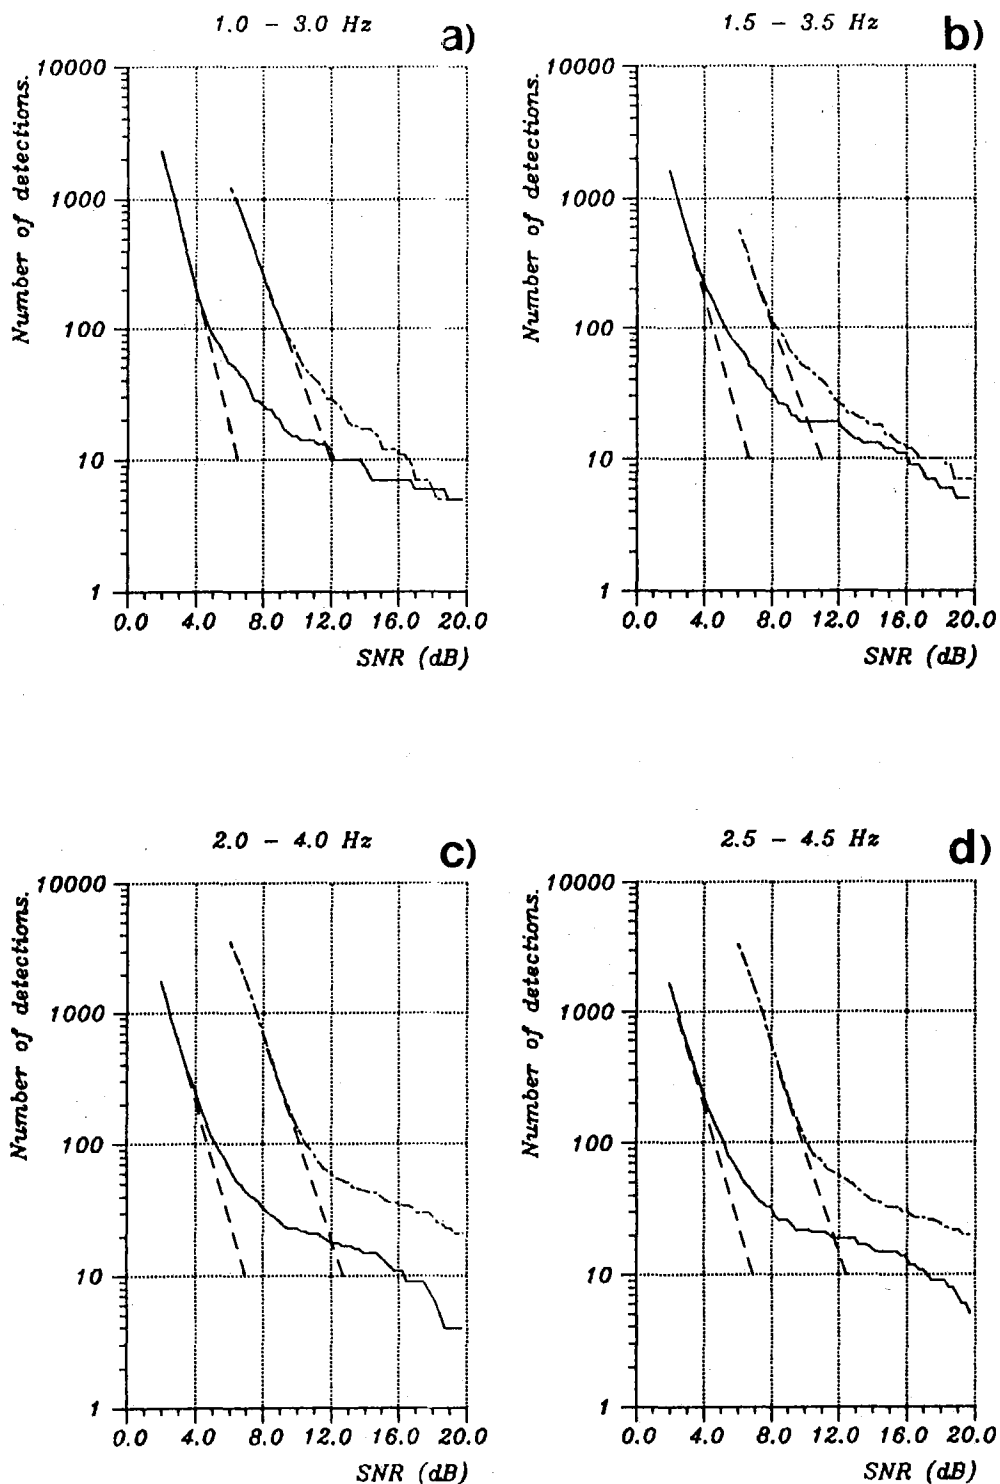 1.0 – 3.0 Hz
a)
10000
1000
100
10
1
Number of detections.
0.0 4.0 8.0 12.0 16.0 20.0
SNR (dB)
1.5 – 3.5 Hz
b)
10000
1000
100
10
1
Number of detections.
0.0 4.0 8.0 12.0 16.0 20.0
SNR (dB)
2.0 – 4.0 Hz
c)
10000
1000
100
10
1
Number of detections.
0.0 4.0 8.0 12.0 16.0 20.0
SNR (dB)
2.5 – 4.5 Hz
d)
10000
1000
100
10
1
Number of detections.
0.0 4.0 8.0 12.0 16.0 20.0
SNR (dB)